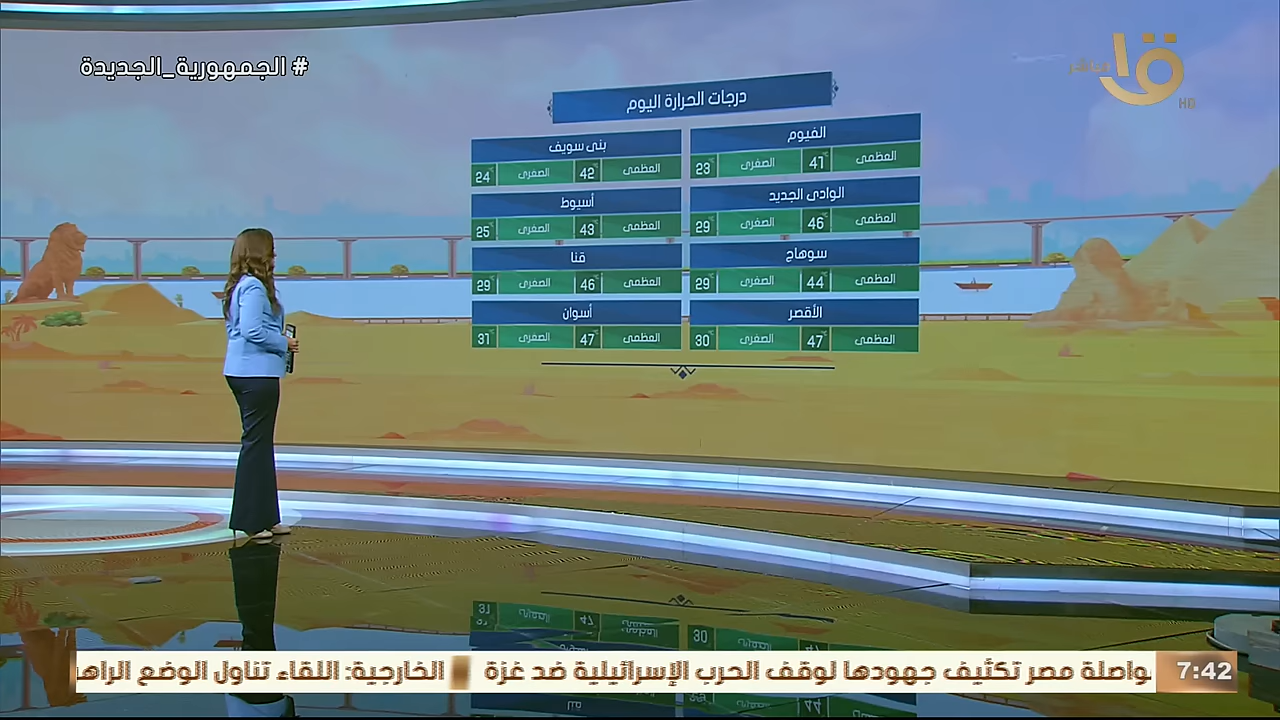 # الجمهورية_الجديدة
مباشر
HD
درجات الحرارة اليوم
الفيوم
العظمى 41 الصغرى 23
بنى سويف
العظمى 42 الصغرى 24
الوادى الجديد
العظمى 46 الصغرى 29
أسيوط
العظمى 43 الصغرى 25
سوهاج
العظمى 44 الصغرى 29
قنا
العظمى 46 الصغرى 29
الأقصر
العظمى 47 الصغرى 30
أسوان
العظمى 47 الصغرى 31
7:42 مواصلة مصر تكثيف جهودها لوقف الحرب الإسرائيلية ضد غزة الخارجية: اللقاء تناول الوضع الراهـ